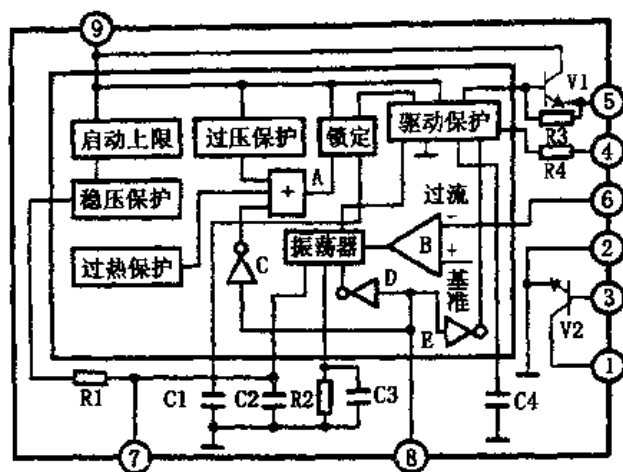 9
V1
5
启动上限
过压保护
锁定
驱动保护
R3
4
R4
稳压保护
+
A
过流
6
-
振荡器
B
2
过热保护
C
+
D
基准
3
E
V2
1
R1
C1
C2
R2
C3
C4
7
8